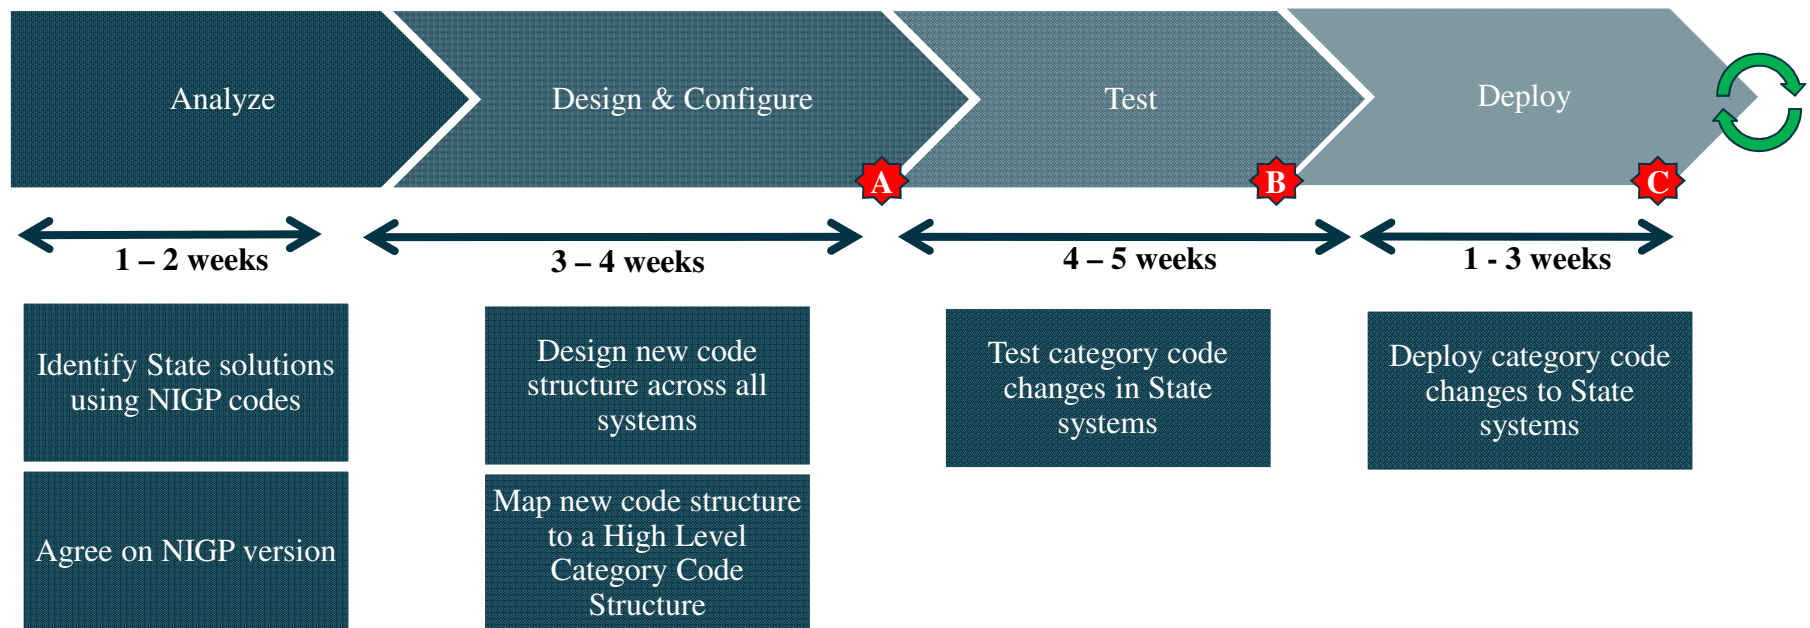 Analyze
Design & Configure
Test
Deploy
A
B
C
1 – 2 weeks
3 – 4 weeks
4 – 5 weeks
1 - 3 weeks
Identify State solutions
using NIGP codes
Agree on NIGP version
Design new code
structure across all
systems
Map new code structure
to a High Level
Category Code
Structure
Test category code
changes in State
systems
Deploy category code
changes to State
systems